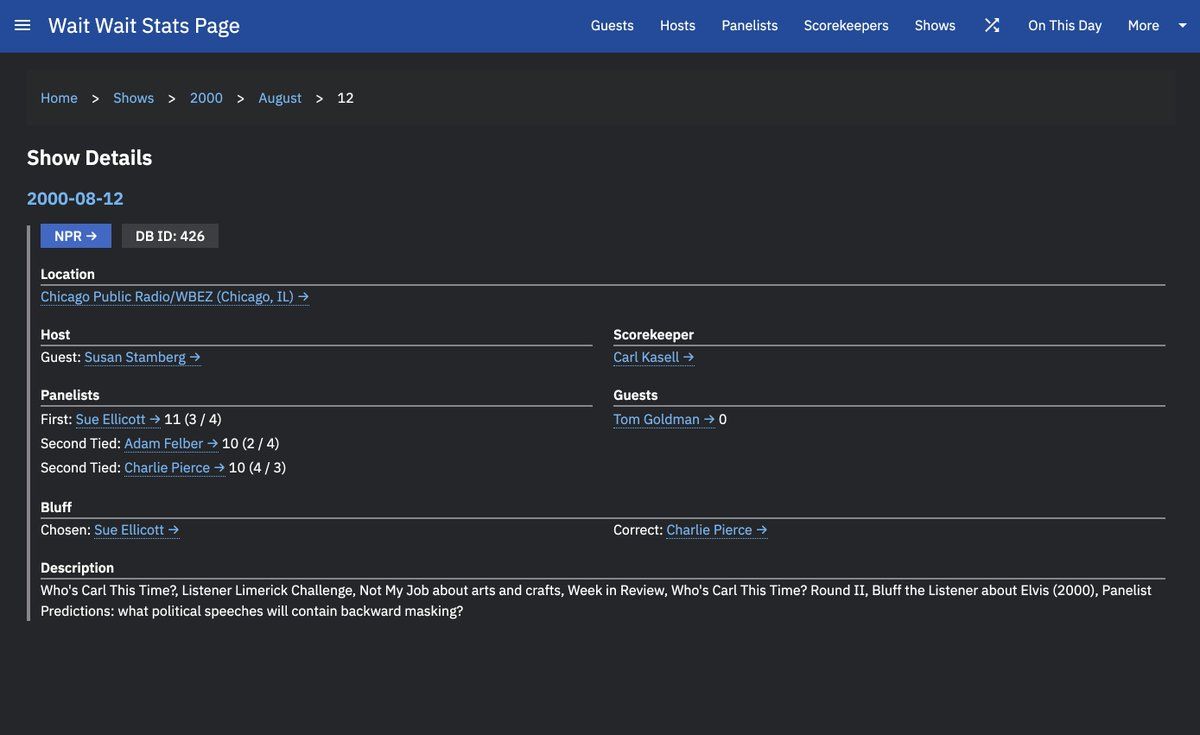 Wait Wait Stats Page
Guests Hosts Panelists Scorekeepers Shows On This Day More
Home > Shows > 2000 > August > 12
Show Details
2000-08-12
NPR → DB ID: 426
Location
Chicago Public Radio/WBEZ (Chicago, IL) →
Host
Guest: Susan Stamberg →
Scorekeeper
Carl Kasell →
Panelists
First: Sue Ellicott → 11 (3 / 4)
Second Tied: Adam Felber → 10 (2 / 4)
Second Tied: Charlie Pierce → 10 (4 / 3)
Guests
Tom Goldman → 0
Bluff
Chosen: Sue Ellicott →
Correct: Charlie Pierce →
Description
Who's Carl This Time?, Listener Limerick Challenge, Not My Job about arts and crafts, Week in Review, Who's Carl This Time? Round II, Bluff the Listener about Elvis (2000), Panelist
Predictions: what political speeches will contain backward masking?